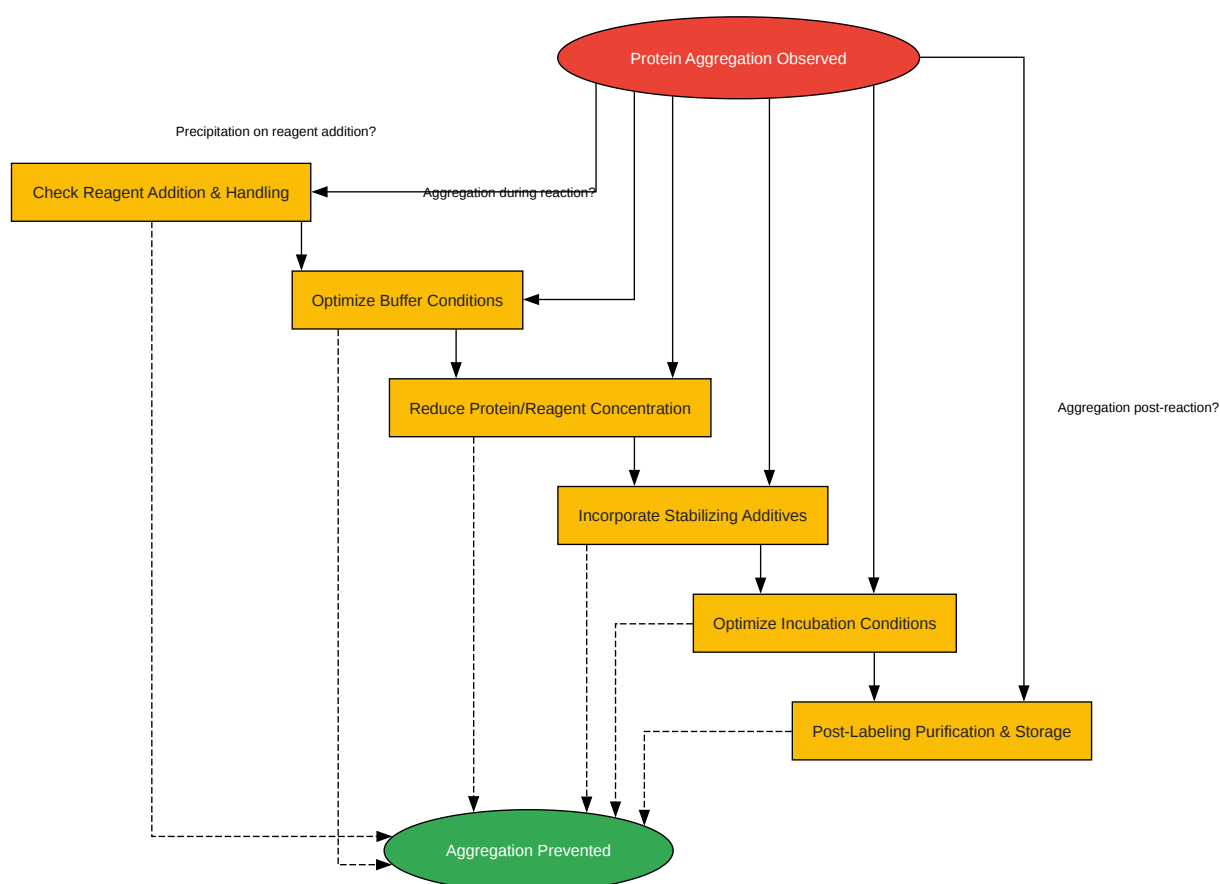 Protein Aggregation Observed
Precipitation on reagent addition?
Check Reagent Addition & Handling
Aggregation during reaction?
Optimize Buffer Conditions
Reduce Protein/Reagent Concentration
Aggregation post-reaction?
Incorporate Stabilizing Additives
Optimize Incubation Conditions
Post-Labeling Purification & Storage
Aggregation Prevented